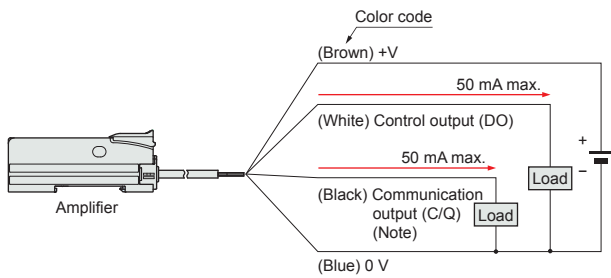 Color code
(Brown) +V
50 mA max.
(White) Control output (DO)
+
−
Load
50 mA max.
(Black) Communication
output (C/Q)
(Note)
Load
Amplifier
(Blue) 0 V